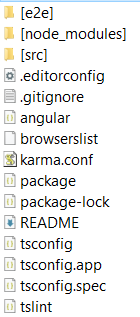 [e2e]
[node_modules]
[src]
.editorconfig
.gitignore
angular
browserslist
karma.conf
package
package-lock
README
tsconfig
tsconfig.app
tsconfig.spec
tslint